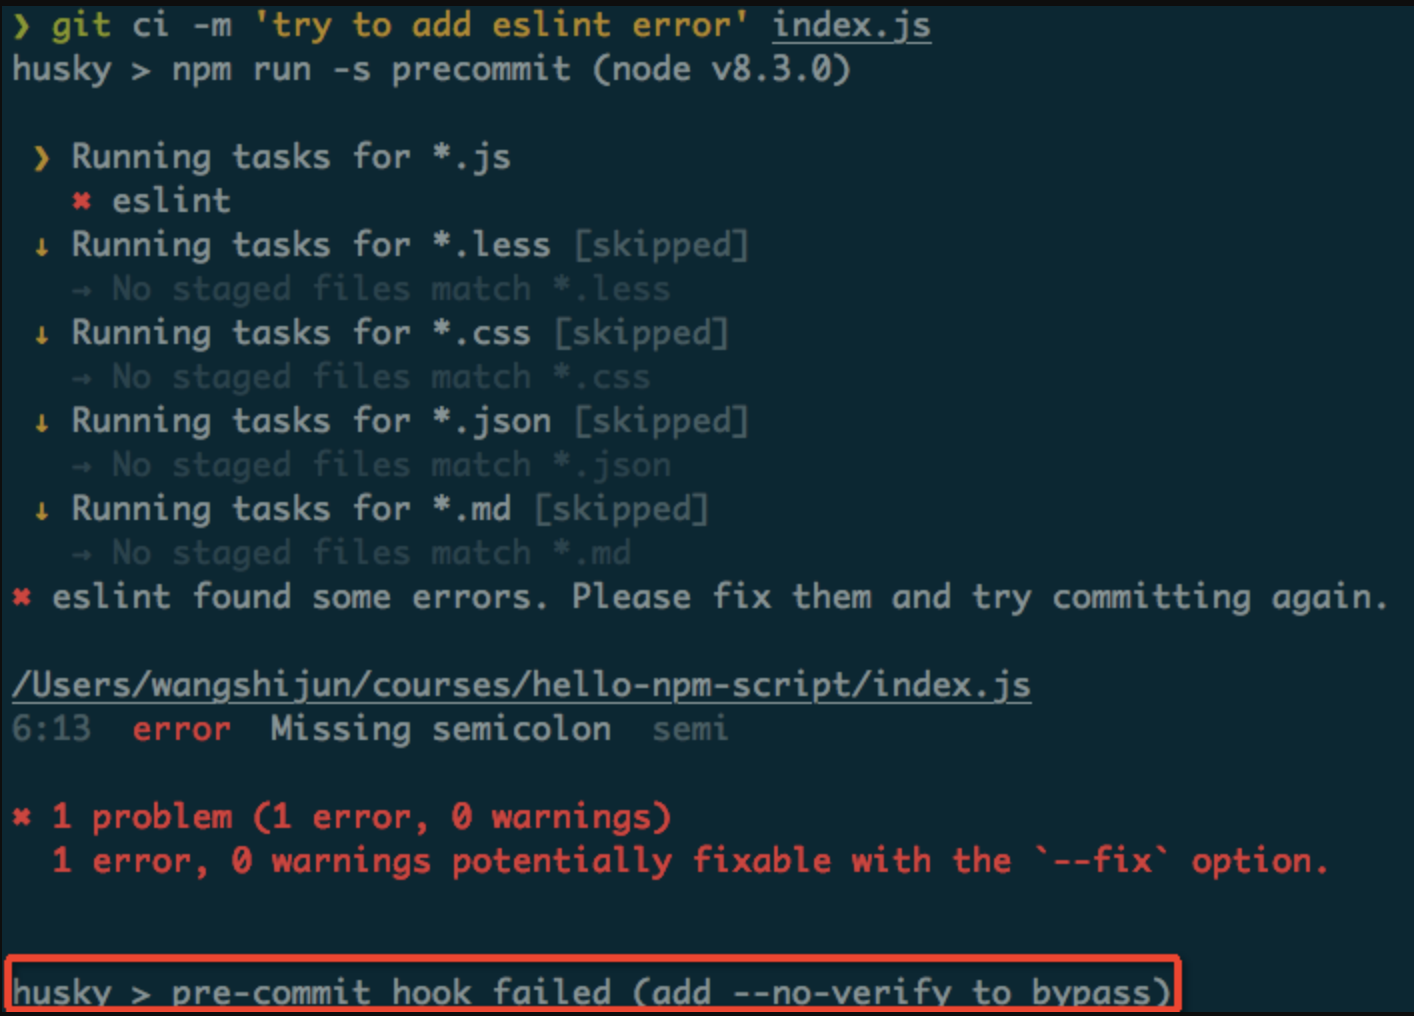 ❯ git ci -m 'try to add eslint error' index.js
husky > npm run -s precommit (node v8.3.0)
❯ Running tasks for *.js
✖ eslint
↓ Running tasks for *.less [skipped]
→ No staged files match *.less
↓ Running tasks for *.css [skipped]
→ No staged files match *.css
↓ Running tasks for *.json [skipped]
→ No staged files match *.json
↓ Running tasks for *.md [skipped]
→ No staged files match *.md
✖ eslint found some errors. Please fix them and try committing again.
/Users/wangshijun/courses/hello-npm-script/index.js
6:13  error  Missing semicolon  semi
✖ 1 problem (1 error, 0 warnings)
1 error, 0 warnings potentially fixable with the `--fix` option.
husky > pre-commit hook failed (add --no-verify to bypass)